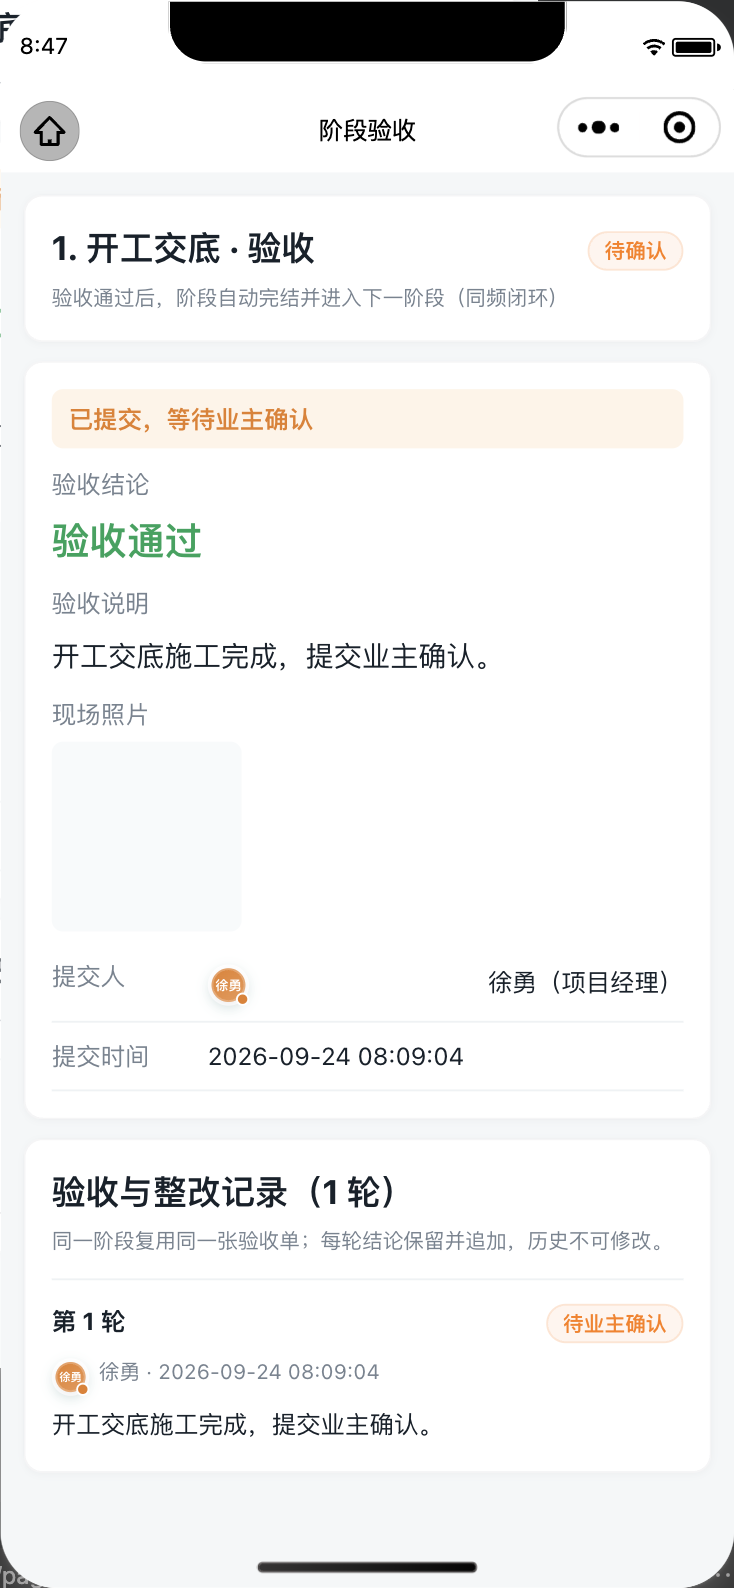 8:47
阶段验收
1. 开工交底 · 验收
待确认
验收通过后，阶段自动完结并进入下一阶段（同频闭环）
已提交，等待业主确认
验收结论
验收通过
验收说明
开工交底施工完成，提交业主确认。
现场照片
提交人
徐勇
徐勇（项目经理）
提交时间
2026-09-24 08:09:04
验收与整改记录（1 轮）
同一阶段复用同一张验收单；每轮结论保留并追加，历史不可修改。
第 1 轮
待业主确认
徐勇
徐勇 · 2026-09-24 08:09:04
开工交底施工完成，提交业主确认。